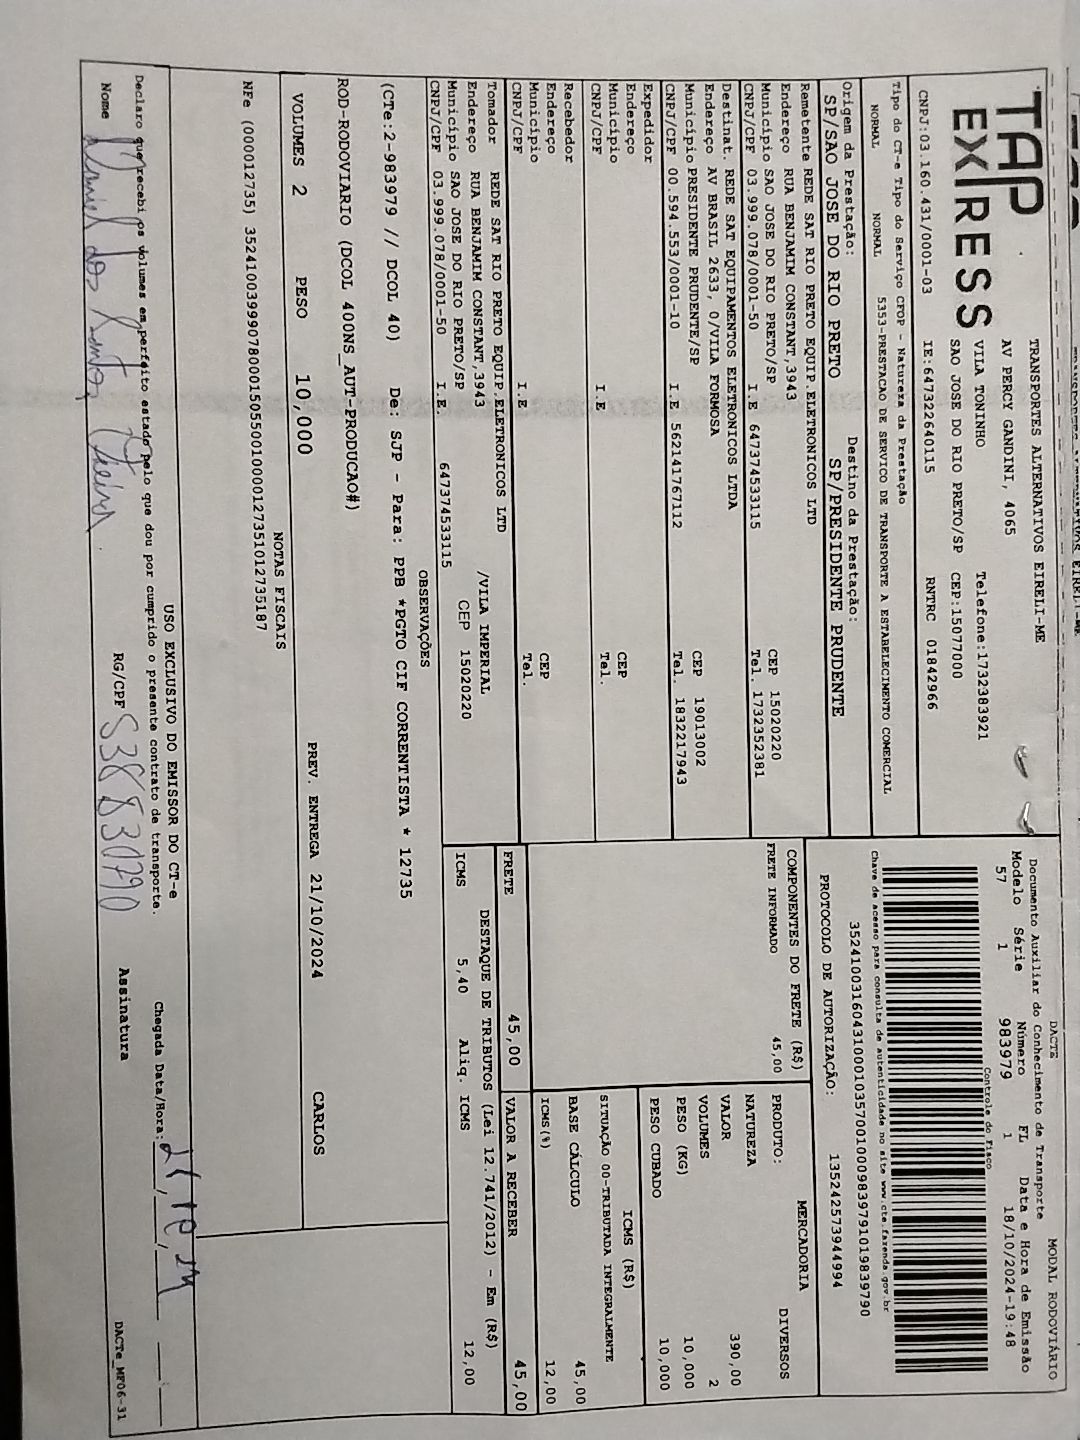 TAP
EXPRESS
TRANSPORTES ALTERNATIVOS EIRELI-ME
AV PERCY GANDINI, 4065
VILA TONINHO Telefone:1732383921
SAO JOSE DO RIO PRETO/SP CEP:15077000
CNPJ:03.160.431/0001-03 IE:647322640115 RNTRC 01842966
DACTE MODAL RODOVIÁRIO
Documento Auxiliar do Conhecimento de Transporte
Modelo Série Número FL Data e Hora de Emissão
57 1 983979 1 18/10/2024-19:48
Controle do Fisco
Chave de acesso para consulta de autenticidade no site www.cte.fazenda.gov.br
35241003160431000103570010009839791019839790
PROTOCOLO DE AUTORIZAÇÃO: 135242573944994
Tipo do CT-e Tipo do Serviço CFOP - Natureza da Prestação
NORMAL NORMAL 5353-PRESTACAO DE SERVICO DE TRANSPORTE A ESTABELECIMENTO COMERCIAL
Origem da Prestação: Destino da Prestação:
SP/SAO JOSE DO RIO PRETO SP/PRESIDENTE PRUDENTE
Remetente REDE SAT RIO PRETO EQUIP.ELETRONICOS LTD
Endereço RUA BENJAMIM CONSTANT,3943
Município SAO JOSE DO RIO PRETO/SP CEP 15020220
CNPJ/CPF 03.999.078/0001-50 I.E 647374533115 Tel. 1732352381
Destinat. REDE SAT EQUIPAMENTOS ELETRONICOS LTDA
Endereço AV BRASIL 2633, 0/VILA FORMOSA
Município PRESIDENTE PRUDENTE/SP CEP 19013002
CNPJ/CPF 00.594.553/0001-10 I.E 562141767112 Tel. 1832217943
Expedidor
Endereço
Município CEP
CNPJ/CPF I.E Tel.
Recebedor
Endereço
Município CEP
CNPJ/CPF I.E Tel.
Tomador REDE SAT RIO PRETO EQUIP.ELETRONICOS LTD
Endereço RUA BENJAMIM CONSTANT,3943 /VILA IMPERIAL
Município SAO JOSE DO RIO PRETO/SP CEP 15020220
CNPJ/CPF 03.999.078/0001-50 I.E. 647374533115
COMPONENTES DO FRETE (R$)
FRETE INFORMADO 45,00
FRETE 45,00
MERCADORIA
PRODUTO: DIVERSOS
NATUREZA
VALOR 390,00
VOLUMES 2
PESO (KG) 10,000
PESO CUBADO 10,000
ICMS (R$)
SITUAÇÃO 00-TRIBUTADA INTEGRALMENTE
BASE CÁLCULO 45,00
ICMS(%) 12,00
VALOR A RECEBER 45,00
DESTAQUE DE TRIBUTOS (Lei 12.741/2012) - Em (R$)
ICMS 5,40 Aliq. ICMS 12,00
OBSERVAÇÕES
(CTe:2-983979 // DCOL 40) De: SJP - Para: PPB *PGTO CIF CORRENTISTA * 12735
ROD-RODOVIARIO (DCOL 400NS_AUT-PRODUCAO#)
VOLUMES 2 PESO 10,000 PREV. ENTREGA 21/10/2024 CARLOS
NOTAS FISCAIS
NFe (000012735) 35241003999078000150550010000127351012735187
USO EXCLUSIVO DO EMISSOR DO CT-e
Declaro que recebi os volumes em perfeito estado pelo que dou por cumprido o presente contrato de transporte. Chegada Data/Hora: 21, 10, 24
Nome RG/CPF 538830790 Assinatura
DACTe_MF06-31